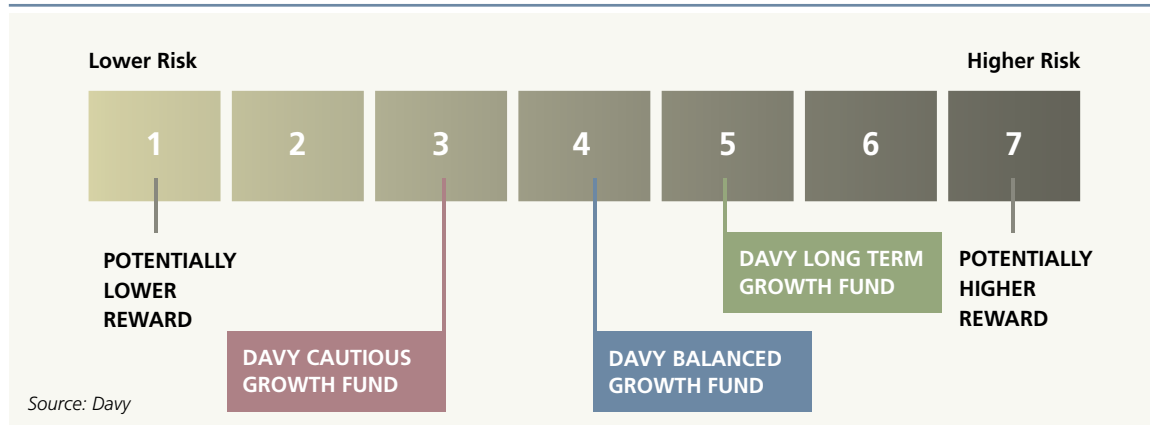 Lower Risk
Higher Risk
1
2
3
4
5
6
7
POTENTIALLY
LOWER
REWARD
DAVY CAUTIOUS
GROWTH FUND
DAVY BALANCED
GROWTH FUND
DAVY LONG TERM
GROWTH FUND
POTENTIALLY
HIGHER
REWARD
Source: Davy